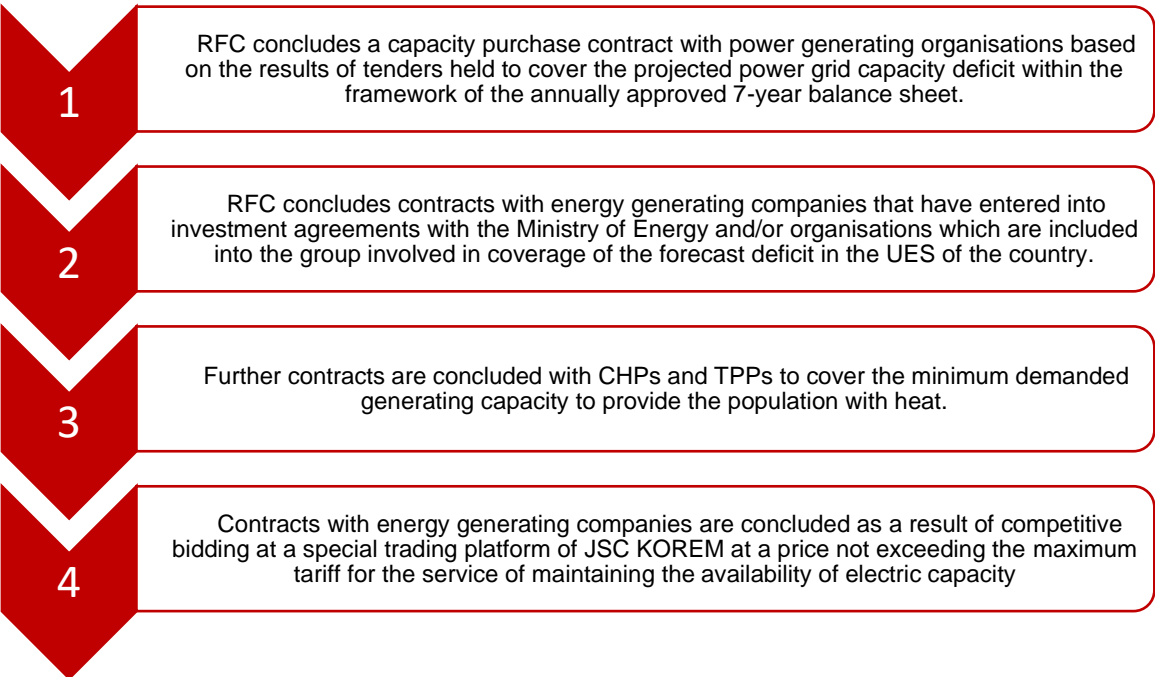 1
RFC concludes a capacity purchase contract with power generating organisations based
on the results of tenders held to cover the projected power grid capacity deficit within the
framework of the annually approved 7-year balance sheet.
2
RFC concludes contracts with energy generating companies that have entered into
investment agreements with the Ministry of Energy and/or organisations which are included
into the group involved in coverage of the forecast deficit in the UES of the country.
3
Further contracts are concluded with CHPs and TPPs to cover the minimum demanded
generating capacity to provide the population with heat.
4
Contracts with energy generating companies are concluded as a result of competitive
bidding at a special trading platform of JSC KOREM at a price not exceeding the maximum
tariff for the service of maintaining the availability of electric capacity